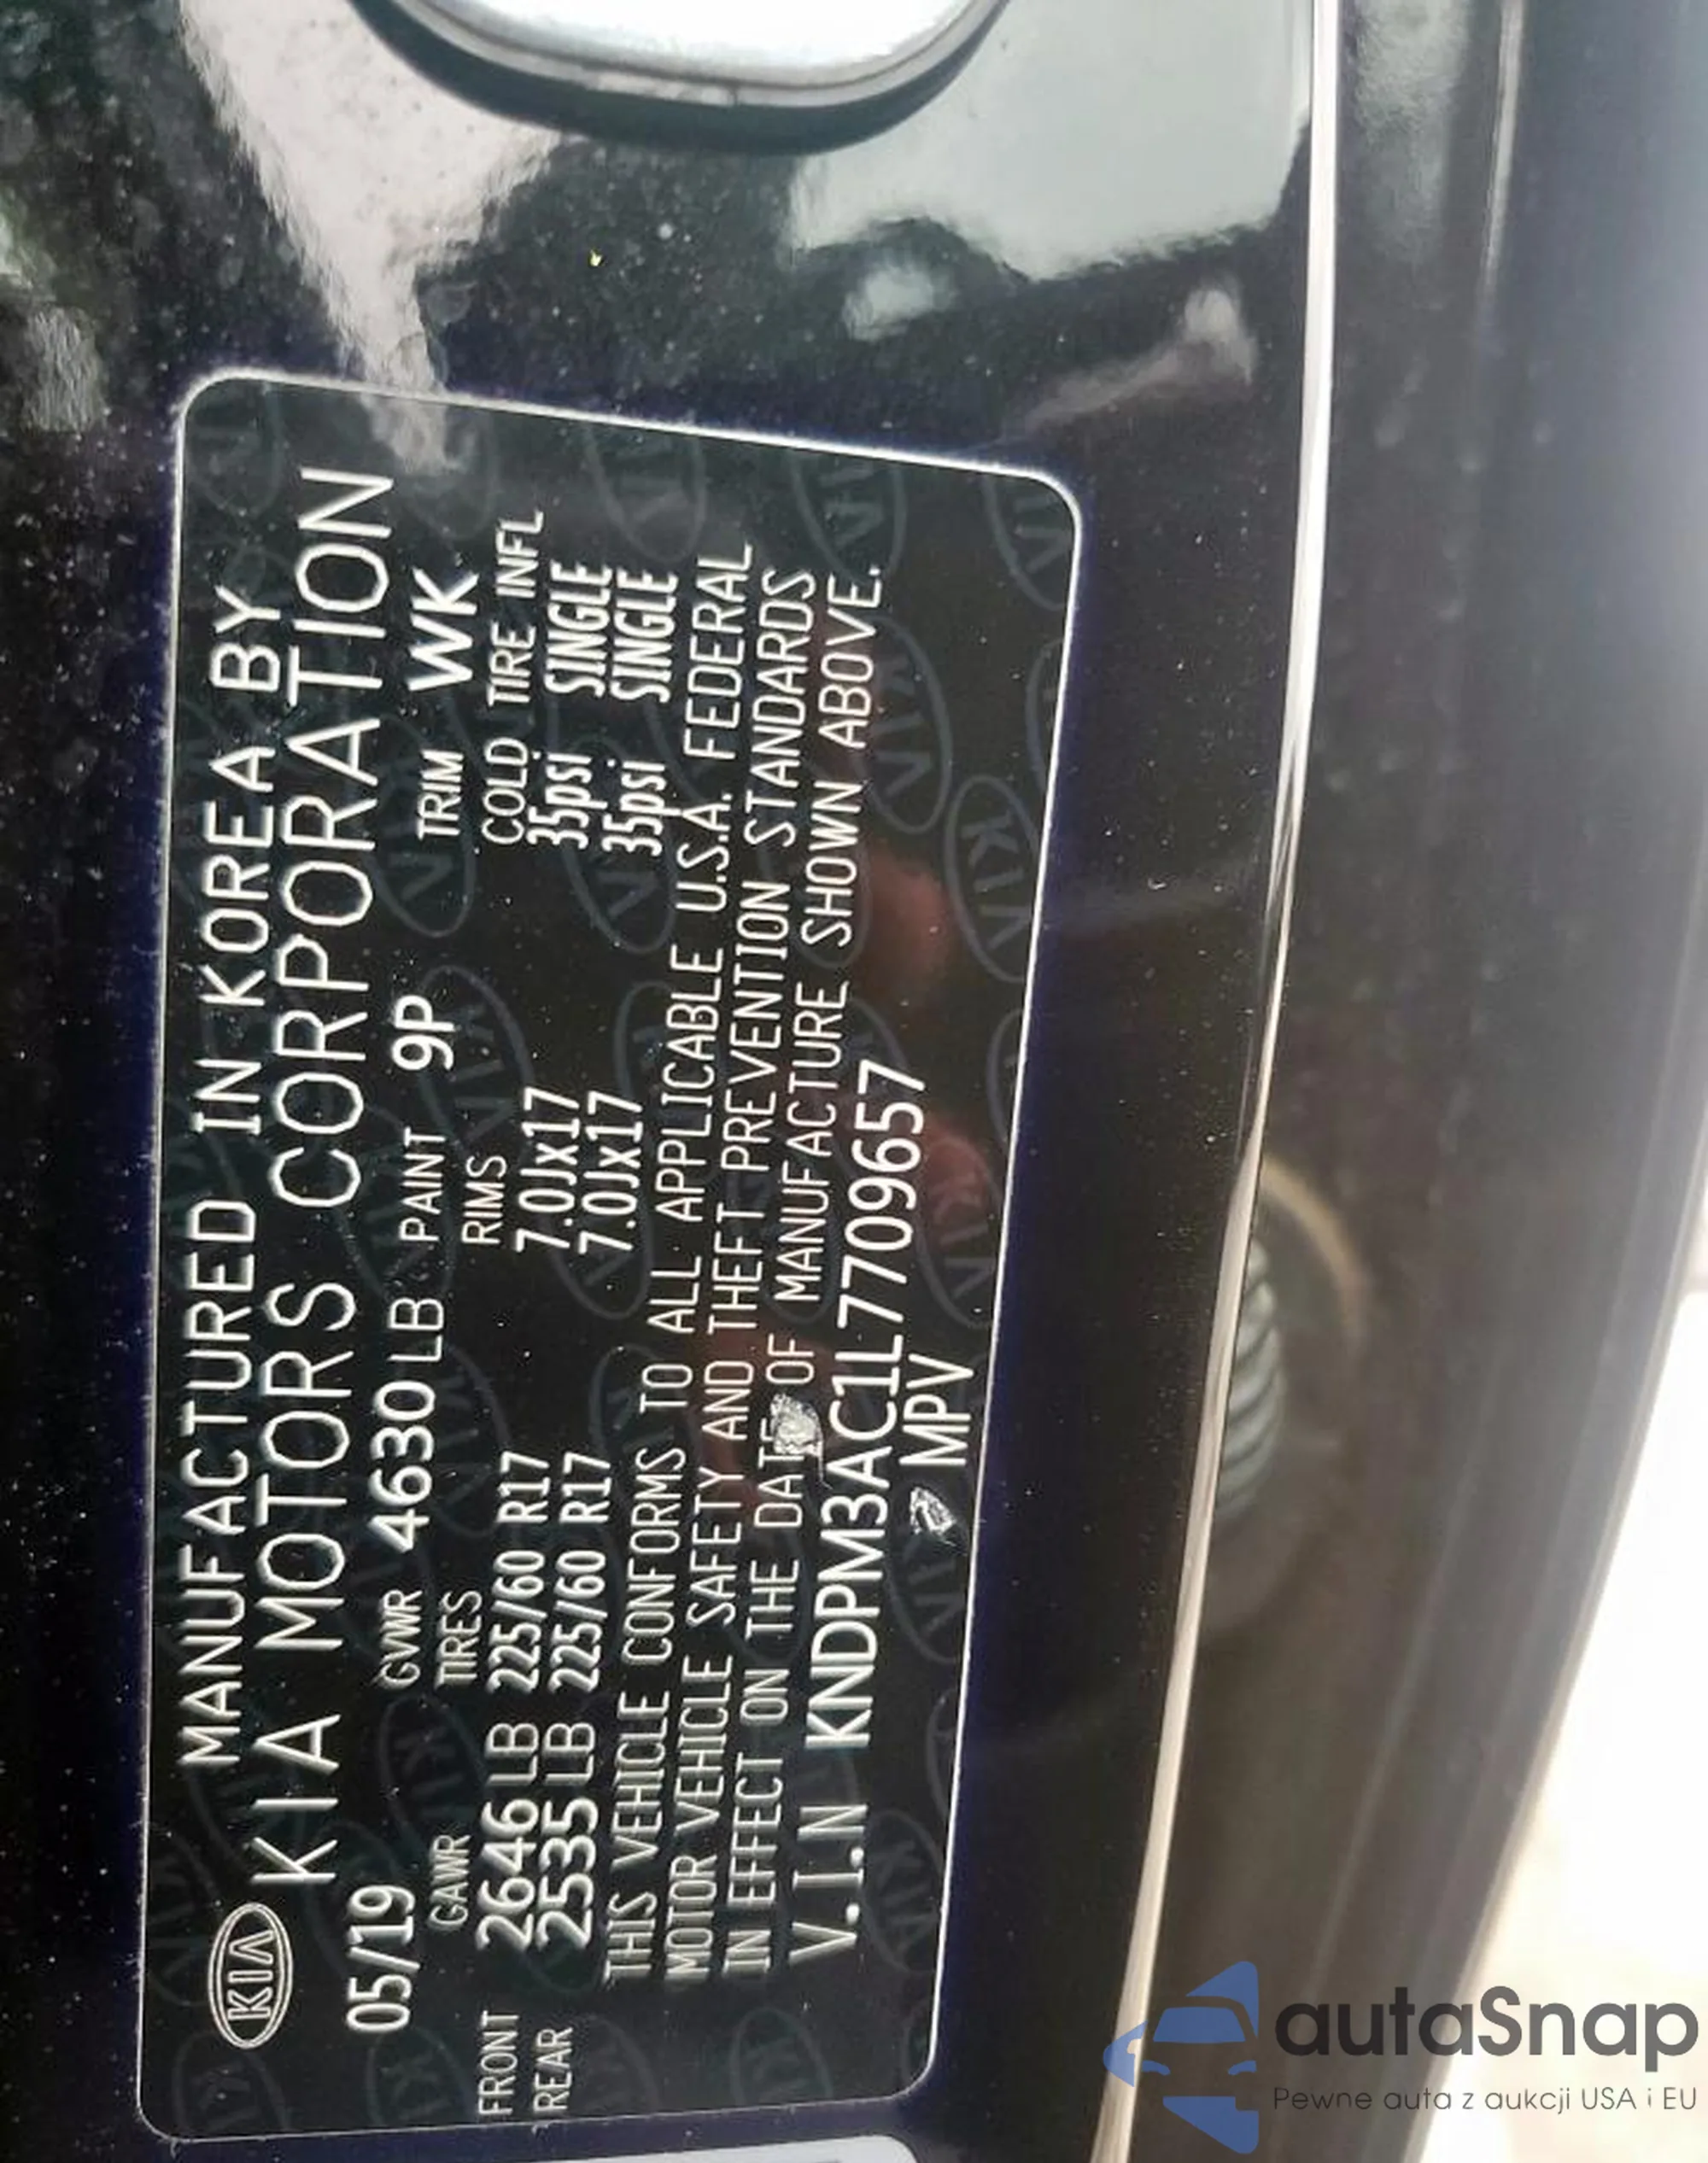 KIA
MANUFACTURED IN KOREA BY
KIA MOTORS CORPORATION
05/19 GVWR 4630 LB PAINT 9P TRIM WK
GAWR TIRES RIMS COLD TIRE INFL
FRONT 2646 LB 225/60 R17 7.0Jx17 35psi SINGLE
REAR 2535 LB 225/60 R17 7.0Jx17 35psi SINGLE
THIS VEHICLE CONFORMS TO ALL APPLICABLE U.S.A. FEDERAL
MOTOR VEHICLE SAFETY AND THEFT PREVENTION STANDARDS
IN EFFECT ON THE DATE OF MANUFACTURE SHOWN ABOVE.
V.I.N KNDPM3AC1L7709657
MPV
autaSnap
Pewne auta z aukcji USA i EU